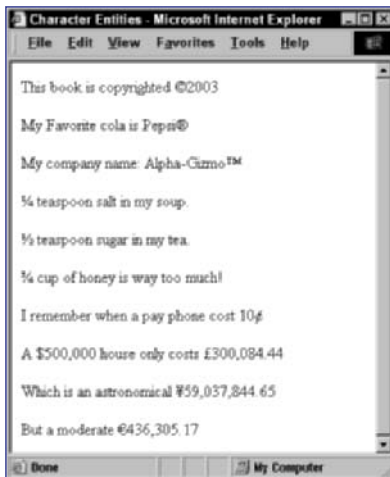 Character Entities - Microsoft Internet Explorer
File Edit View Favorites Tools Help
This book is copyrighted ©2003
My Favorite cola is Pepsi®
My company name: Alpha-Gizmo™
¼ teaspoon salt in my soup.
½ teaspoon sugar in my tea.
¾ cup of honey is way too much!
I remember when a pay phone cost 10¢
A $500,000 house only costs £300,084.44
Which is an astronomical ¥59,037,844.65
But a moderate €436,305.17
Done My Computer